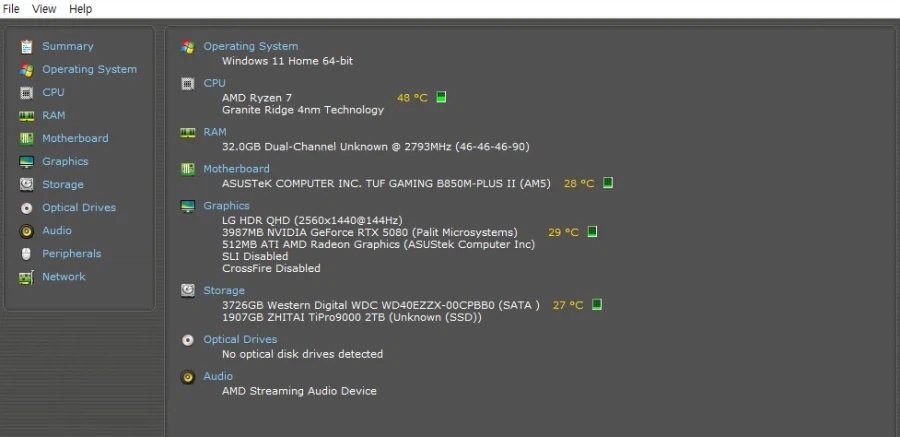 File View Help
Summary
Operating System
CPU
RAM
Motherboard
Graphics
Storage
Optical Drives
Audio
Peripherals
Network
Operating System
Windows 11 Home 64-bit
CPU
AMD Ryzen 7 48 °C
Granite Ridge 4nm Technology
RAM
32.0GB Dual-Channel Unknown @ 2793MHz (46-46-46-90)
Motherboard
ASUSTeK COMPUTER INC. TUF GAMING B850M-PLUS II (AM5) 28 °C
Graphics
LG HDR QHD (2560x1440@144Hz)
3987MB NVIDIA GeForce RTX 5080 (Palit Microsystems) 29 °C
512MB ATI AMD Radeon Graphics (ASUStek Computer Inc)
SLI Disabled
CrossFire Disabled
Storage
3726GB Western Digital WDC WD40EZZX-00CPBB0 (SATA ) 27 °C
1907GB ZHITAI TiPro9000 2TB (Unknown (SSD))
Optical Drives
No optical disk drives detected
Audio
AMD Streaming Audio Device